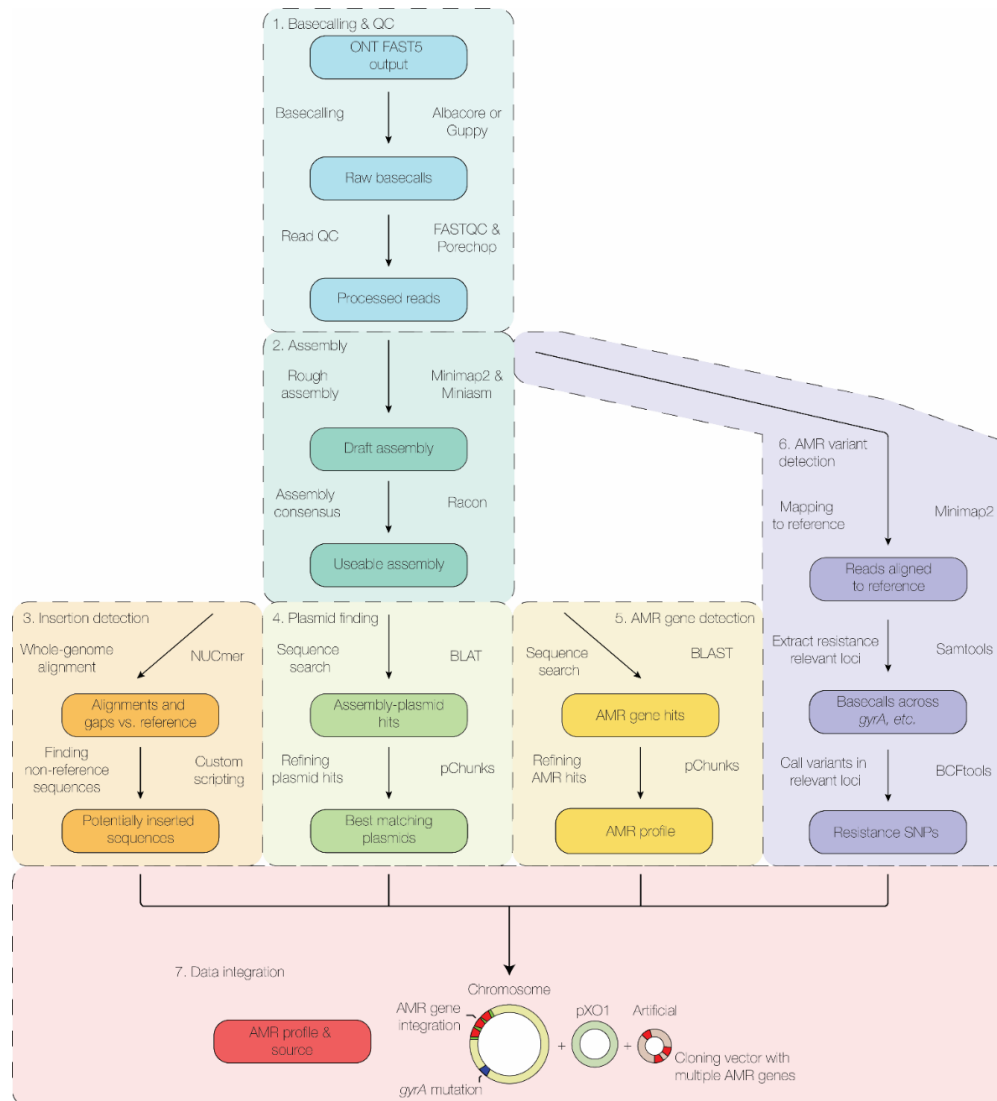 1. Basecalling & QC
ONT FAST5
output
Basecalling
Albacore or
Guppy
Raw basecalls
Read QC
FASTQC &
Porechop
Processed reads
2. Assembly
Rough
assembly
Minimap2 &
Miniasm
Draft assembly
Assembly
consensus
Racon
Useable assembly
3. Insertion detection
Whole-genome
alignment
NUCmer
Alignments and
gaps vs. reference
Finding
non-reference
sequences
Custom
scripting
Potentially inserted
sequences
4. Plasmid finding
Sequence
search
BLAT
Assembly-plasmid
hits
Refining
plasmid hits
pChunks
Best matching
plasmids
5. AMR gene detection
Sequence
search
BLAST
AMR gene hits
Refining
AMR hits
pChunks
AMR profile
6. AMR variant
detection
Mapping
to reference
Minimap2
Reads aligned
to reference
Extract resistance
relevant loci
Samtools
Basecalls across
gyrA, etc.
Call variants in
relevant loci
BCFtools
Resistance SNPs
7. Data integration
AMR profile &
source
Chromosome
AMR gene
integration
gyrA mutation
+
pXO1
+
Artificial
Cloning vector with
multiple AMR genes